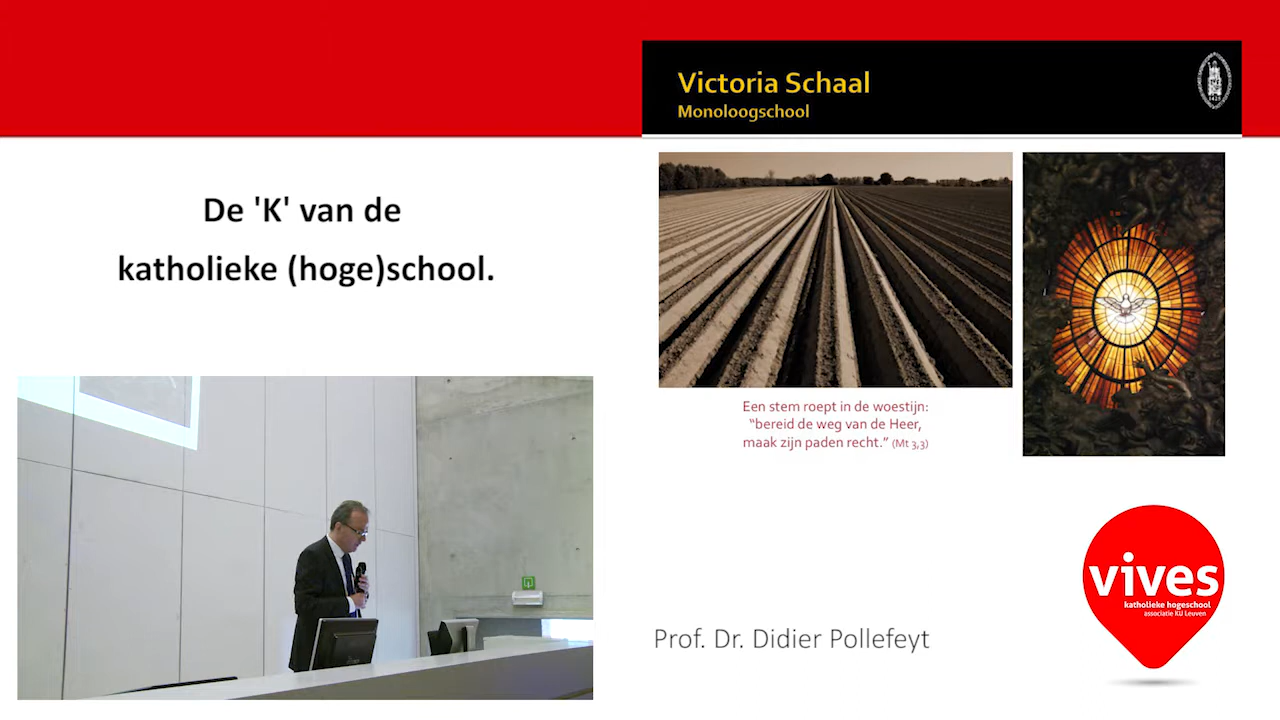 De 'K' van de
katholieke (hoge)school.
Victoria Schaal
Monoloogschool
1425
Een stem roept in de woestijn:
“bereid de weg van de Heer,
maak zijn paden recht.” (Mt 3,3)
vives
katholieke hogeschool
associatie KU Leuven
Prof. Dr. Didier Pollefeyt